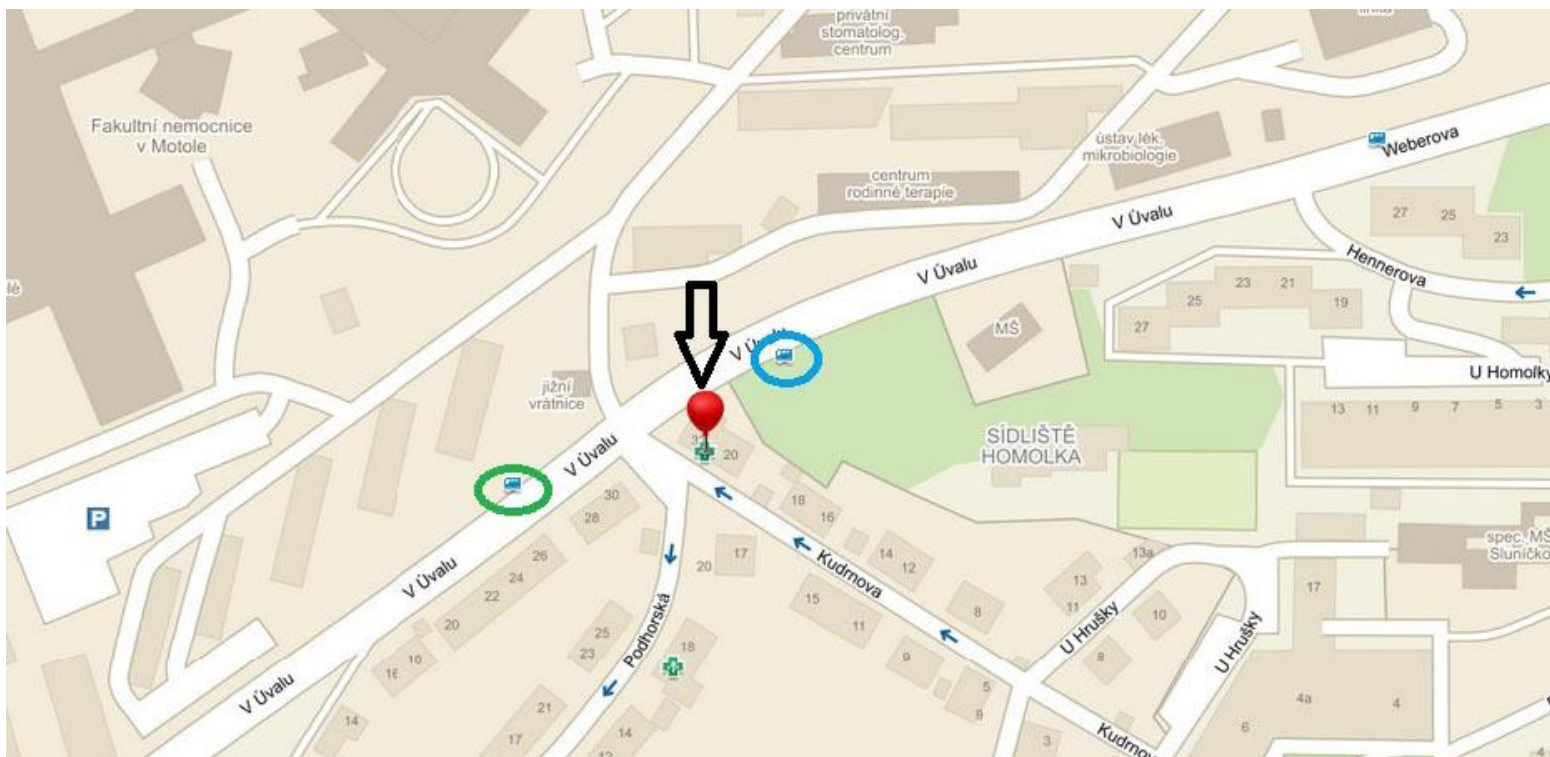 privátní
stomatolog.
centrum
Fakultní nemocnice
v Motole
ústav lék.
mikrobiologie
Weberova
centrum
rodinné terapie
V Úvalu
27
25
23
V Úvalu
Hennerova
23
21
25
19
27
MŠ
V Úvalu
U Homolky
jižní
vrátnice
13
11
9
7
5
3
SÍDLIŠTĚ
HOMOLKA
V Úvalu
20
30
28
18
16
P
26
24
22
20
V Úvalu
17
20
14
12
Kudrnova
13a
13
11
spec. MŠ
Sluníčko
17
15
11
8
10
U Hrušky
U Hrušky
25
23
Podhorská
18
9
8
16
10
5
V Úvalu
14
21
17
14
3
4a
4
6
Kudrnov
4